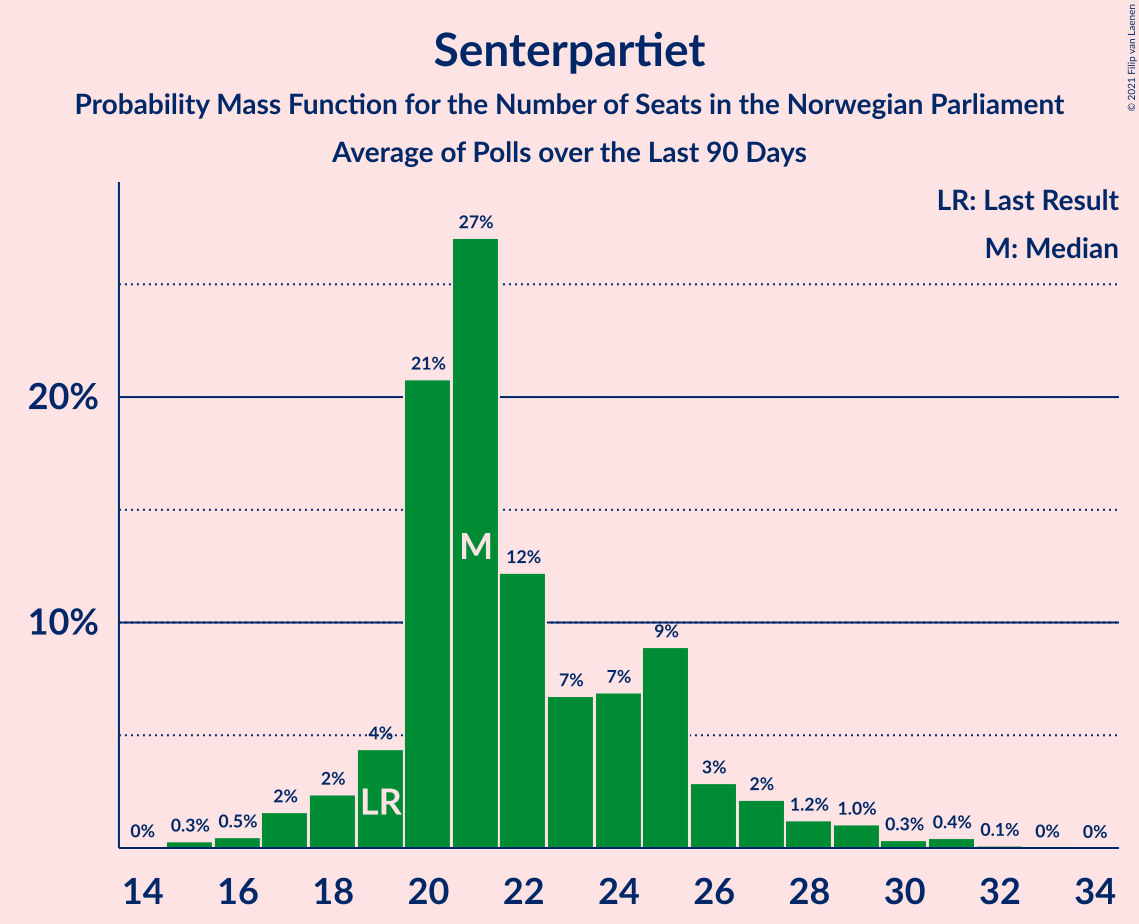 Senterpartiet
Probability Mass Function for the Number of Seats in the Norwegian Parliament
Average of Polls over the Last 90 Days
© 2021 Filip van Laenen
LR: Last Result
M: Median
20%
10%
0%
0.3%
0.5%
2%
2%
4%
21%
27%
12%
7%
7%
9%
3%
2%
1.2%
1.0%
0.3%
0.4%
0.1%
0%
0%
LR
M
14 16 18 20 22 24 26 28 30 32 34